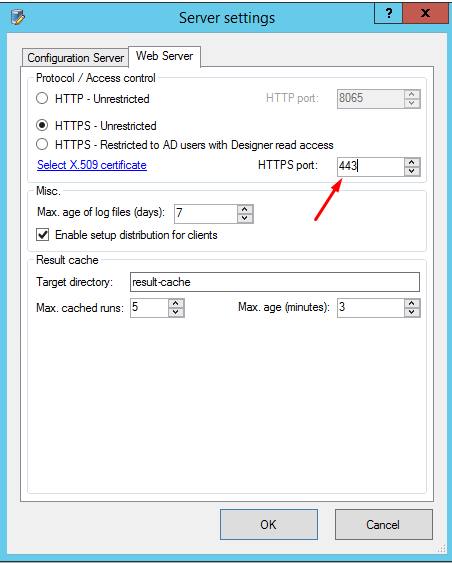 Server settings
?
x
Configuration Server
Web Server
Protocol / Access control
HTTP - Unrestricted
HTTP port:
8065
HTTPS - Unrestricted
HTTPS - Restricted to AD users with Designer read access
Select X.509 certificate
HTTPS port:
443
Misc.
Max. age of log files (days):
7
Enable setup distribution for clients
Result cache
Target directory:
result-cache
Max. cached runs:
5
Max. age (minutes):
3
OK
Cancel